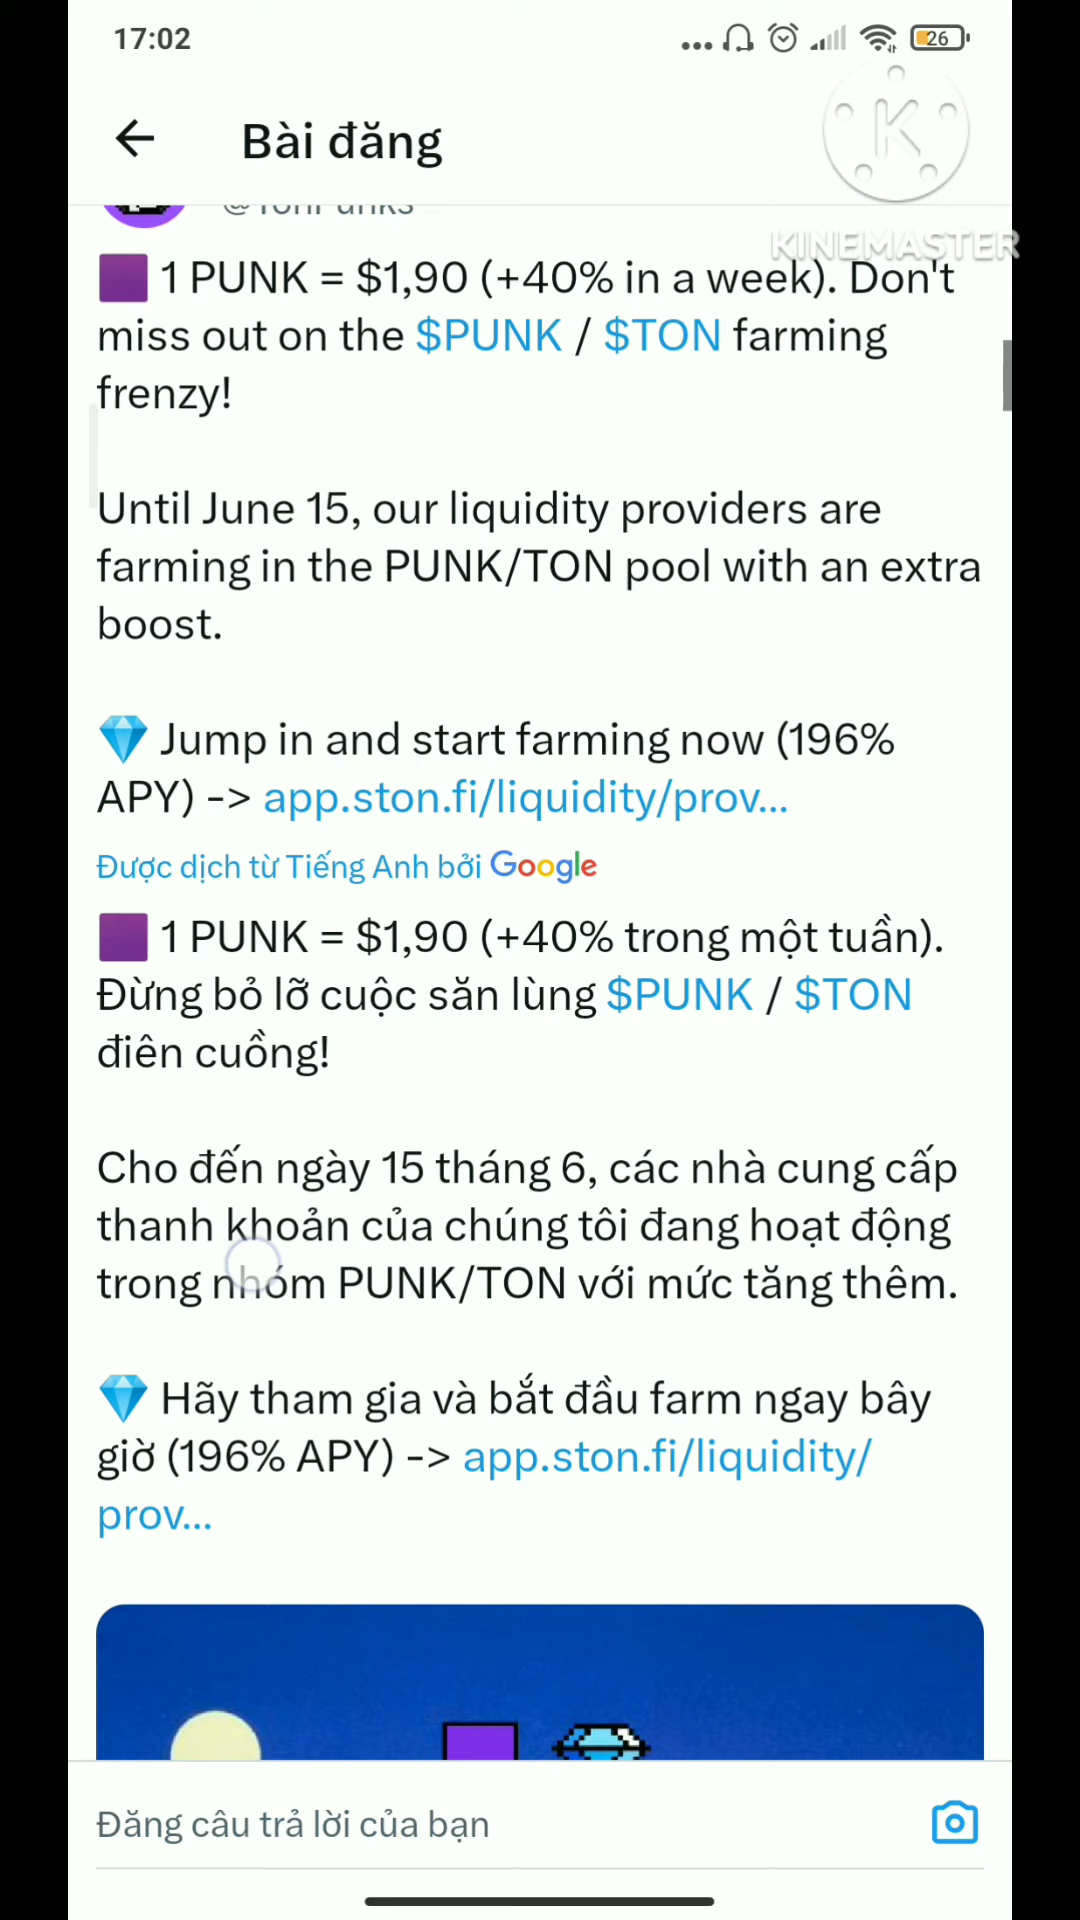 17:02
26
Bài đăng
@TonPunks
KINEMASTER
1 PUNK = $1,90 (+40% in a week). Don't
miss out on the $PUNK / $TON farming
frenzy!
Until June 15, our liquidity providers are
farming in the PUNK/TON pool with an extra
boost.
Jump in and start farming now (196%
APY) -> app.ston.fi/liquidity/prov...
Được dịch từ Tiếng Anh bởi Google
1 PUNK = $1,90 (+40% trong một tuần).
Đừng bỏ lỡ cuộc săn lùng $PUNK / $TON
điên cuồng!
Cho đến ngày 15 tháng 6, các nhà cung cấp
thanh khoản của chúng tôi đang hoạt động
trong nhóm PUNK/TON với mức tăng thêm.
Hãy tham gia và bắt đầu farm ngay bây
giờ (196% APY) -> app.ston.fi/liquidity/
prov...
Đăng câu trả lời của bạn